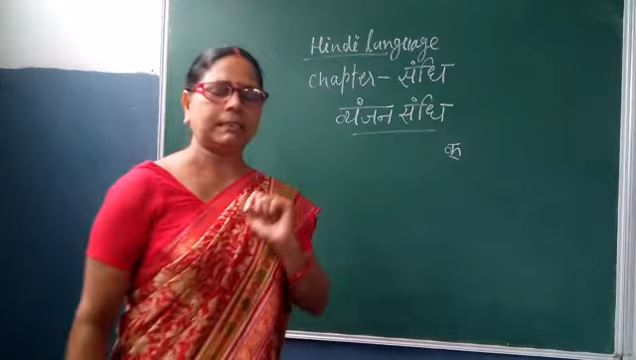 Hindi language
chapter- संधि
व्यंजन संधि
क्